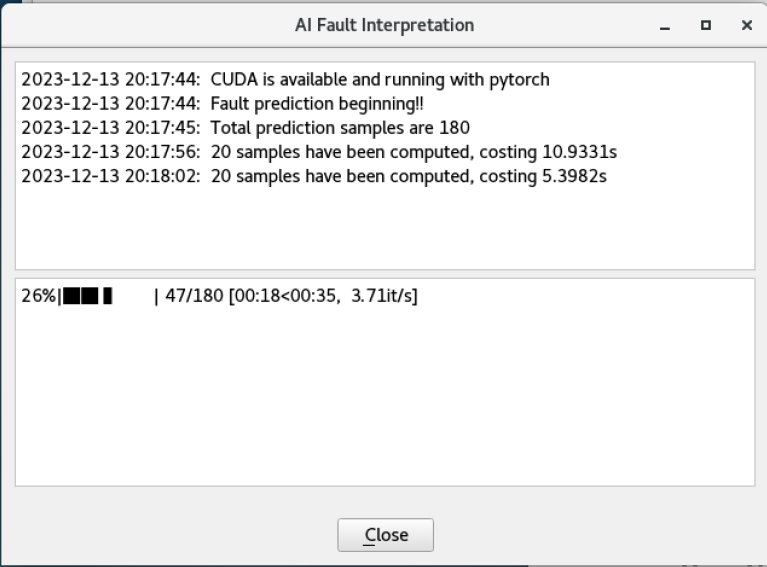 AI Fault Interpretation
2023-12-13 20:17:44: CUDA is available and running with pytorch
2023-12-13 20:17:44: Fault prediction beginning!!
2023-12-13 20:17:45: Total prediction samples are 180
2023-12-13 20:17:56: 20 samples have been computed, costing 10.9331s
2023-12-13 20:18:02: 20 samples have been computed, costing 5.3982s
26%|██▌ | 47/180 [00:18<00:35, 3.71it/s]
Close